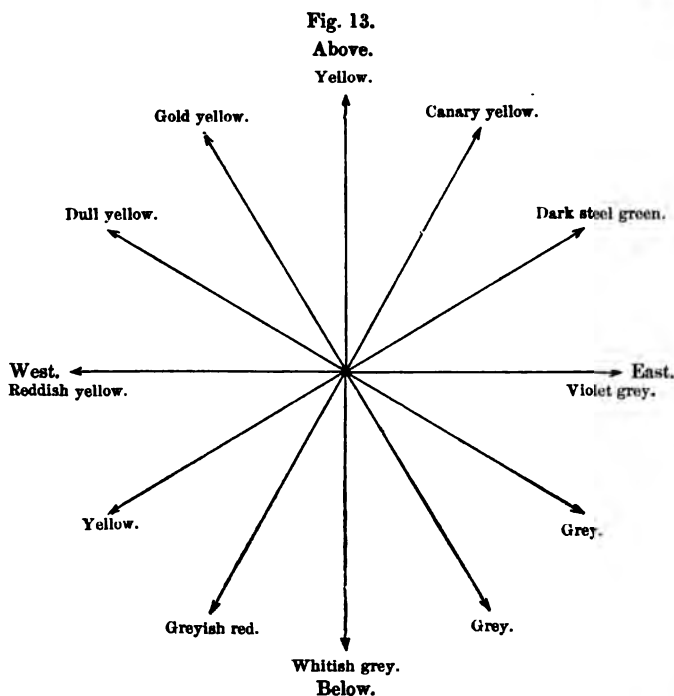 Fig. 13.
Above.
Yellow.
Gold yellow.
Canary yellow.
Dull yellow.
Dark steel green.
West.
East.
Reddish yellow.
Violet grey.
Yellow.
Grey.
Greyish red.
Grey.
Whitish grey.
Below.